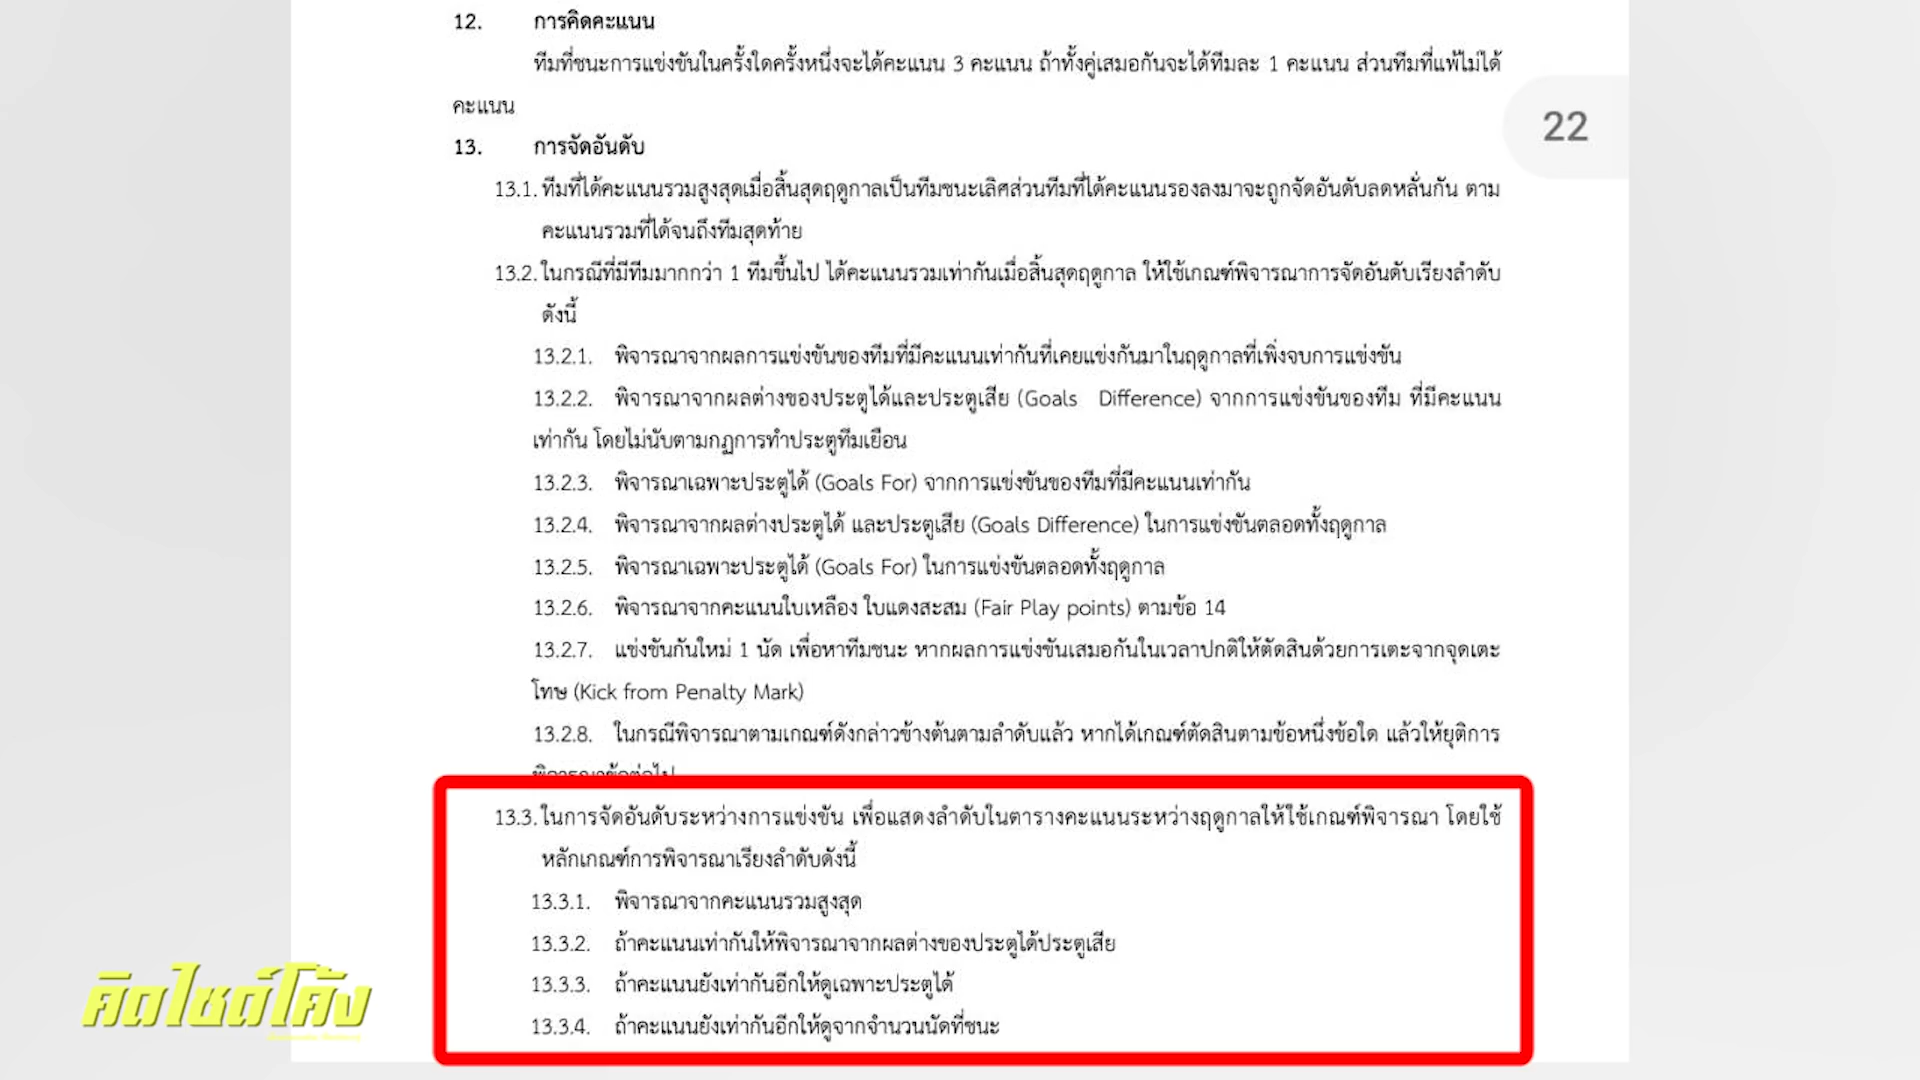 12. การคิดคะแนน
ทีมที่ชนะการแข่งขันในครั้งใดครั้งหนึ่งจะได้คะแนน 3 คะแนน ถ้าทั้งคู่เสมอกันจะได้ทีมละ 1 คะแนน ส่วนทีมที่แพ้ไม่ได้
คะแนน
22
13. การจัดอันดับ
13.1. ทีมที่ได้คะแนนรวมสูงสุดเมื่อสิ้นสุดฤดูกาลเป็นทีมชนะเลิศส่วนทีมที่ได้คะแนนรองลงมาจะถูกจัดอันดับลดหลั่นกัน ตาม
คะแนนรวมที่ได้จนถึงทีมสุดท้าย
13.2. ในกรณีที่มีทีมมากกว่า 1 ทีมขึ้นไป ได้คะแนนรวมเท่ากันเมื่อสิ้นสุดฤดูกาล ให้ใช้เกณฑ์พิจารณาการจัดอันดับเรียงลำดับ
ดังนี้
13.2.1. พิจารณาจากผลการแข่งขันของทีมที่มีคะแนนเท่ากันที่เคยแข่งกันมาในฤดูกาลที่เพิ่งจบการแข่งขัน
13.2.2. พิจารณาจากผลต่างของประตูได้และประตูเสีย (Goals Difference) จากการแข่งขันของทีม ที่มีคะแนน
เท่ากัน โดยไม่นับตามกฏการทำประตูทีมเยือน
13.2.3. พิจารณาเฉพาะประตูได้ (Goals For) จากการแข่งขันของทีมที่มีคะแนนเท่ากัน
13.2.4. พิจารณาจากผลต่างประตูได้ และประตูเสีย (Goals Difference) ในการแข่งขันตลอดทั้งฤดูกาล
13.2.5. พิจารณาเฉพาะประตูได้ (Goals For) ในการแข่งขันตลอดทั้งฤดูกาล
13.2.6. พิจารณาจากคะแนนใบเหลือง ใบแดงสะสม (Fair Play points) ตามข้อ 14
13.2.7. แข่งขันกันใหม่ 1 นัด เพื่อหาทีมชนะ หากผลการแข่งขันเสมอกันในเวลาปกติให้ตัดสินด้วยการเตะจากจุดเตะ
โทษ (Kick from Penalty Mark)
13.2.8. ในกรณีพิจารณาตามเกณฑ์ดังกล่าวข้างต้นตามลำดับแล้ว หากได้เกณฑ์ตัดสินตามข้อหนึ่งข้อใด แล้วให้ยุติการ
พิจารณาข้อต่อไป
13.3. ในการจัดอันดับระหว่างการแข่งขัน เพื่อแสดงลำดับในตารางคะแนนระหว่างฤดูกาลให้ใช้เกณฑ์พิจารณา โดยใช้
หลักเกณฑ์การพิจารณาเรียงลำดับดังนี้
13.3.1. พิจารณาจากคะแนนรวมสูงสุด
13.3.2. ถ้าคะแนนเท่ากันให้พิจารณาจากผลต่างของประตูได้ประตูเสีย
13.3.3. ถ้าคะแนนยังเท่ากันอีกให้ดูเฉพาะประตูได้
13.3.4. ถ้าคะแนนยังเท่ากันอีกให้ดูจากจำนวนนัดที่ชนะ
คิดไซด์โค้ง